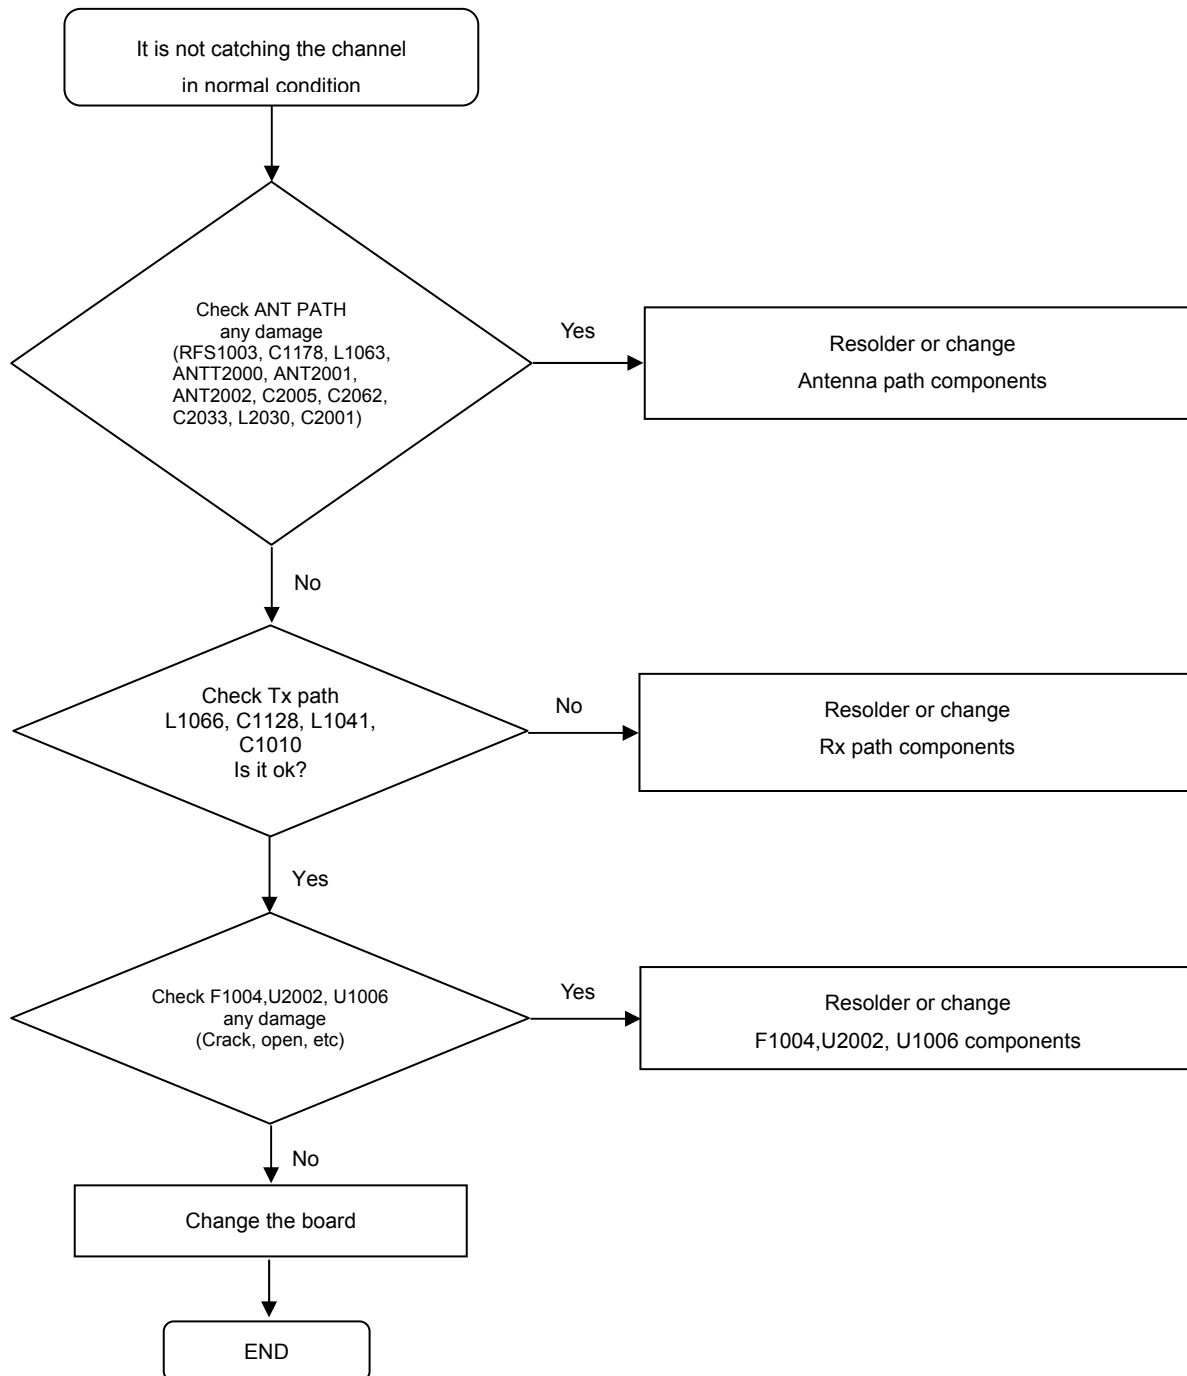 It is not catching the channel
in normal condition
Check ANT PATH
any damage
(RFS1003, C1178, L1063,
ANTT2000, ANT2001,
ANT2002, C2005, C2062,
C2033, L2030, C2001)
Yes
Resolder or change
Antenna path components
No
Check Tx path
L1066, C1128, L1041,
C1010
Is it ok?
No
Resolder or change
Rx path components
Yes
Check F1004,U2002, U1006
any damage
(Crack, open, etc)
Yes
Resolder or change
F1004,U2002, U1006 components
No
Change the board
END